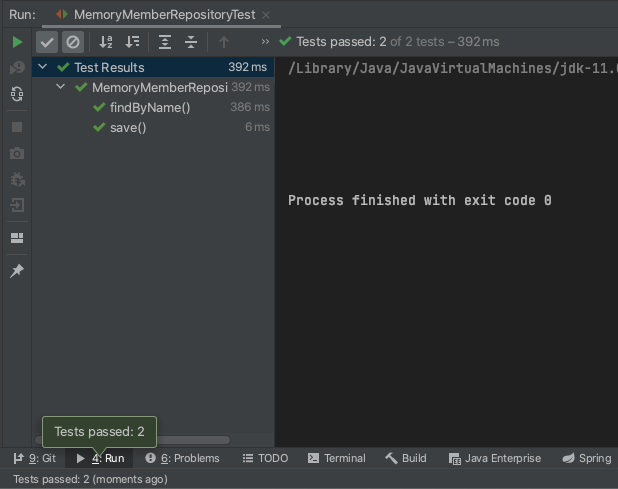 Run: MemoryMemberRepositoryTest
Tests passed: 2 of 2 tests – 392 ms
Test Results 392 ms
MemoryMemberReposi 392 ms
findByName() 386 ms
save() 6 ms
/Library/Java/JavaVirtualMachines/jdk-11.
Process finished with exit code 0
Tests passed: 2
9: Git 4: Run 6: Problems TODO Terminal Build Java Enterprise Spring
Tests passed: 2 (moments ago)